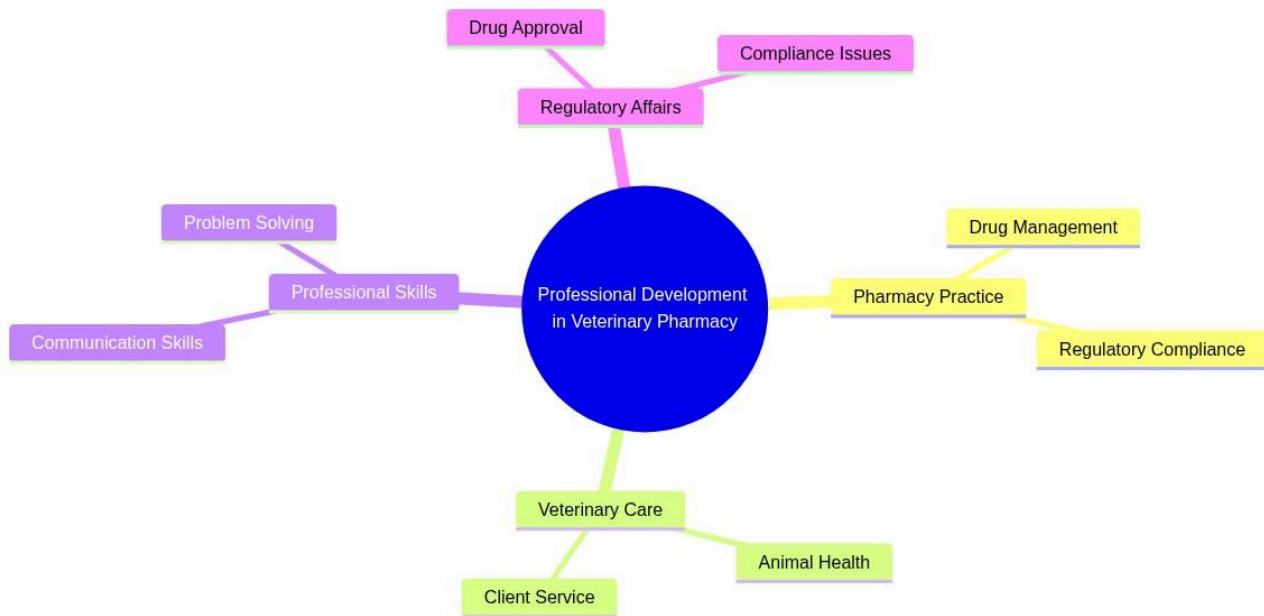 Drug Approval
Compliance Issues
Regulatory Affairs
Problem Solving
Drug Management
Professional Skills
Professional Development
in Veterinary Pharmacy
Pharmacy Practice
Communication Skills
Regulatory Compliance
Veterinary Care
Animal Health
Client Service